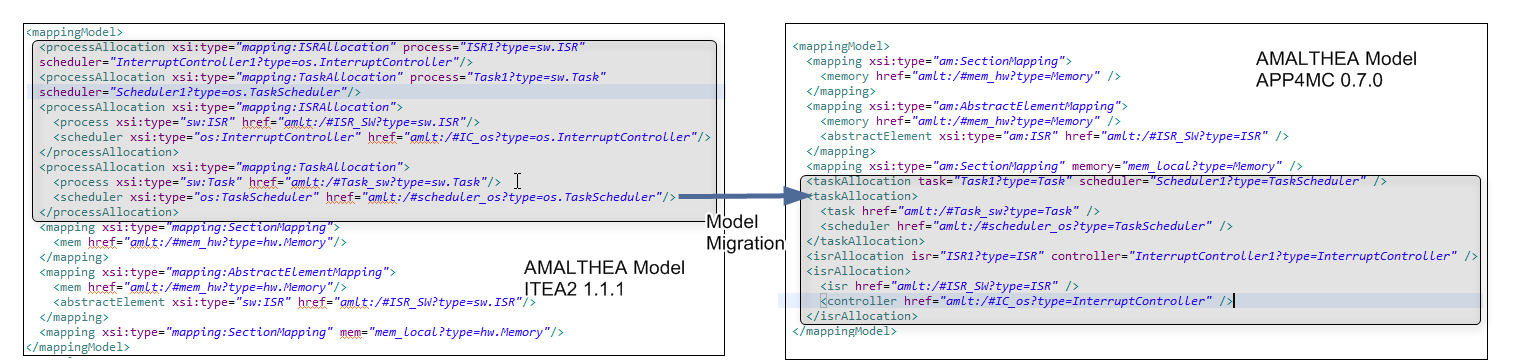 <mappingModel>
<processAllocation xsi:type="mapping:ISRAllocation" process="ISR1?type=sw.ISR"
scheduler="InterruptController1?type=os.InterruptController"/>
<processAllocation xsi:type="mapping:TaskAllocation" process="Task1?type=sw.Task"
scheduler="Scheduler1?type=os.TaskScheduler"/>
<processAllocation xsi:type="mapping:ISRAllocation">
<process xsi:type="sw:ISR" href="amlt:/#ISR_SW?type=sw.ISR"/>
<scheduler xsi:type="os:InterruptController" href="amlt:/#IC_os?type=os.InterruptController"/>
</processAllocation>
<processAllocation xsi:type="mapping:TaskAllocation">
<process xsi:type="sw:Task" href="amlt:/#Task_sw?type=sw.Task"/>
<scheduler xsi:type="os:TaskScheduler" href="amlt:/#scheduler_os?type=os.TaskScheduler"/>
</processAllocation>
<mapping xsi:type="mapping:SectionMapping">
<mem href="amlt:/#mem_hw?type=hw.Memory"/>
</mapping>
<mapping xsi:type="mapping:AbstractElementMapping">
<mem href="amlt:/#mem_hw?type=hw.Memory"/>
<abstractElement xsi:type="sw:ISR" href="amlt:/#ISR_SW?type=sw.ISR"/>
</mapping>
<mapping xsi:type="mapping:SectionMapping" mem="mem_local?type=hw.Memory"/>
</mappingModel>
AMALTHEA Model
ITEA2 1.1.1
Model
Migration
<mappingModel>
<mapping xsi:type="am:SectionMapping">
<memory href="amlt:/#mem_hw?type=Memory" />
</mapping>
<mapping xsi:type="am:AbstractElementMapping">
<memory href="amlt:/#mem_hw?type=Memory" />
<abstractElement xsi:type="am:ISR" href="amlt:/#ISR_SW?type=ISR" />
</mapping>
<mapping xsi:type="am:SectionMapping" memory="mem_local?type=Memory" />
<taskAllocation task="Task1?type=Task" scheduler="Scheduler1?type=TaskScheduler" />
<taskAllocation>
<task href="amlt:/#Task_sw?type=Task" />
<scheduler href="amlt:/#scheduler_os?type=TaskScheduler" />
</taskAllocation>
<isrAllocation isr="ISR1?type=ISR" controller="InterruptController1?type=InterruptController" />
<isrAllocation>
<isr href="amlt:/#ISR_SW?type=ISR" />
<controller href="amlt:/#IC_os?type=InterruptController" />
</isrAllocation>
</mappingModel>
AMALTHEA Model
APP4MC 0.7.0